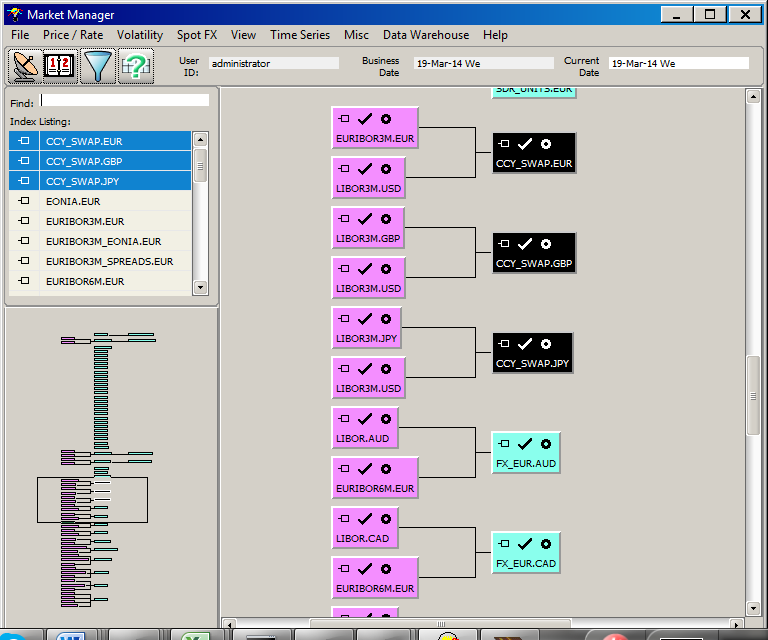 Market Manager
File Price / Rate Volatility Spot FX View Time Series Misc Data Warehouse Help
User ID: administrator Business Date 19-Mar-14 We Current Date 19-Mar-14 We
Find:
Index Listing:
CCY_SWAP.EUR
CCY_SWAP.GBP
CCY_SWAP.JPY
EONIA.EUR
EURIBOR3M.EUR
EURIBOR3M_EONIA.EUR
EURIBOR3M_SPREADS.EUR
EURIBOR6M.EUR
SDR_UNITS.EUR
EURIBOR3M.EUR
CCY_SWAP.EUR
LIBOR3M.USD
LIBOR3M.GBP
CCY_SWAP.GBP
LIBOR3M.USD
LIBOR3M.JPY
CCY_SWAP.JPY
LIBOR3M.USD
LIBOR.AUD
FX_EUR.AUD
EURIBOR6M.EUR
LIBOR.CAD
FX_EUR.CAD
EURIBOR6M.EUR